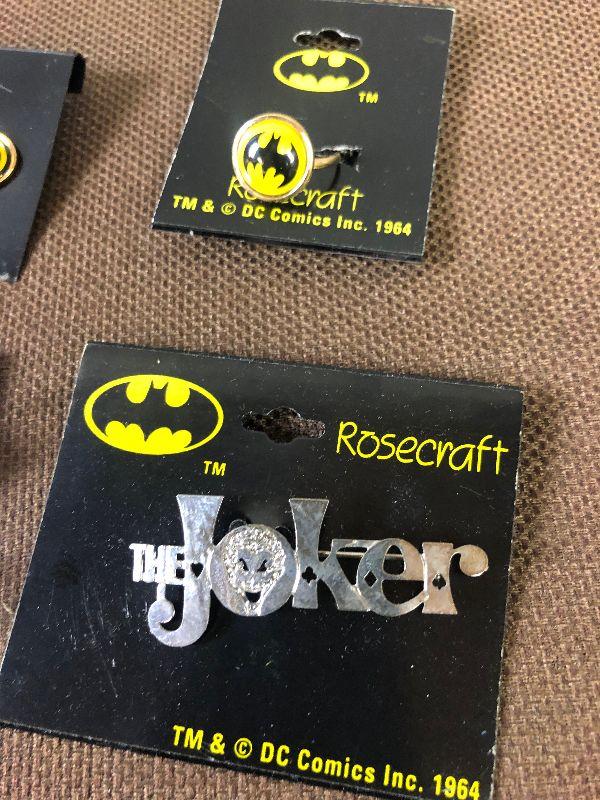 TM
Rosecraft
TM & © DC Comics Inc. 1964
Rosecraft
TM
THE Joker
TM & © DC Comics Inc. 1964